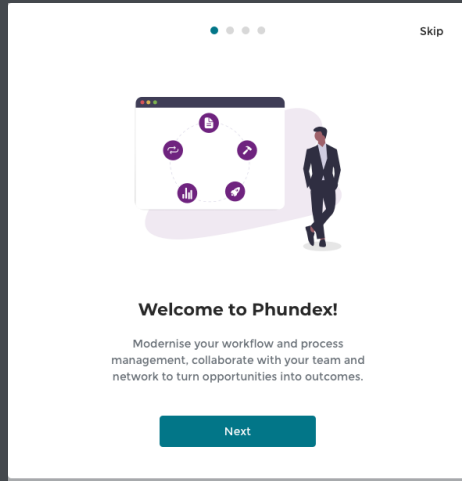 Skip
Welcome to Phundex!
Modernise your workflow and process
management, collaborate with your team and
network to turn opportunities into outcomes.
Next